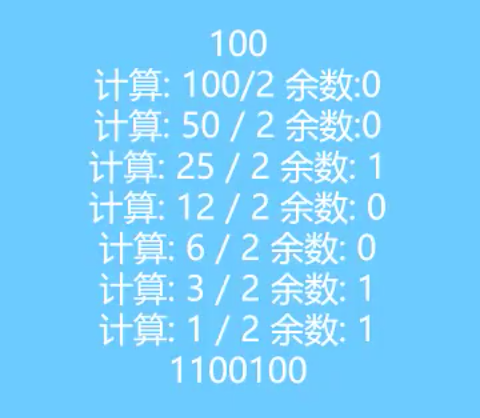 100
计算: 100/2 余数:0
计算: 50 / 2 余数:0
计算: 25 / 2 余数: 1
计算: 12 / 2 余数: 0
计算: 6 / 2 余数: 0
计算: 3 / 2 余数: 1
计算: 1 / 2 余数: 1
1100100